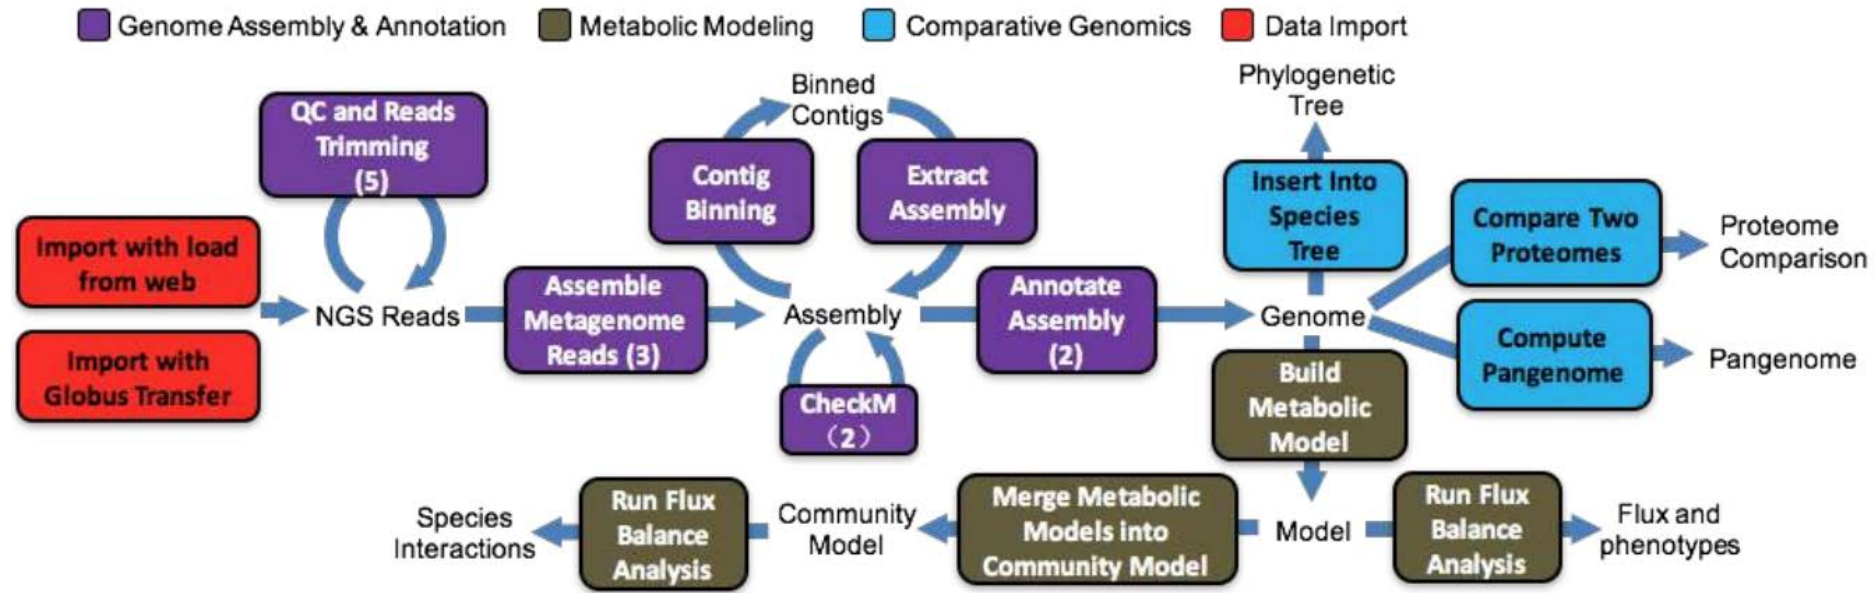 Genome Assembly & Annotation
Metabolic Modeling
Comparative Genomics
Data Import
QC and Reads
Trimming
(5)
Import with load
from web
Import with
Globus Transfer
NGS Reads
Assemble
Metagenome
Reads (3)
Binned
Contigs
Contig
Binning
Extract
Assembly
Assembly
CheckM
（2）
Annotate
Assembly
(2)
Genome
Phylogenetic
Tree
Insert Into
Species
Tree
Compare Two
Proteomes
Proteome
Comparison
Compute
Pangenome
Pangenome
Build
Metabolic
Model
Model
Run Flux
Balance
Analysis
Flux and
phenotypes
Merge Metabolic
Models into
Community Model
Community
Model
Run Flux
Balance
Analysis
Species
Interactions